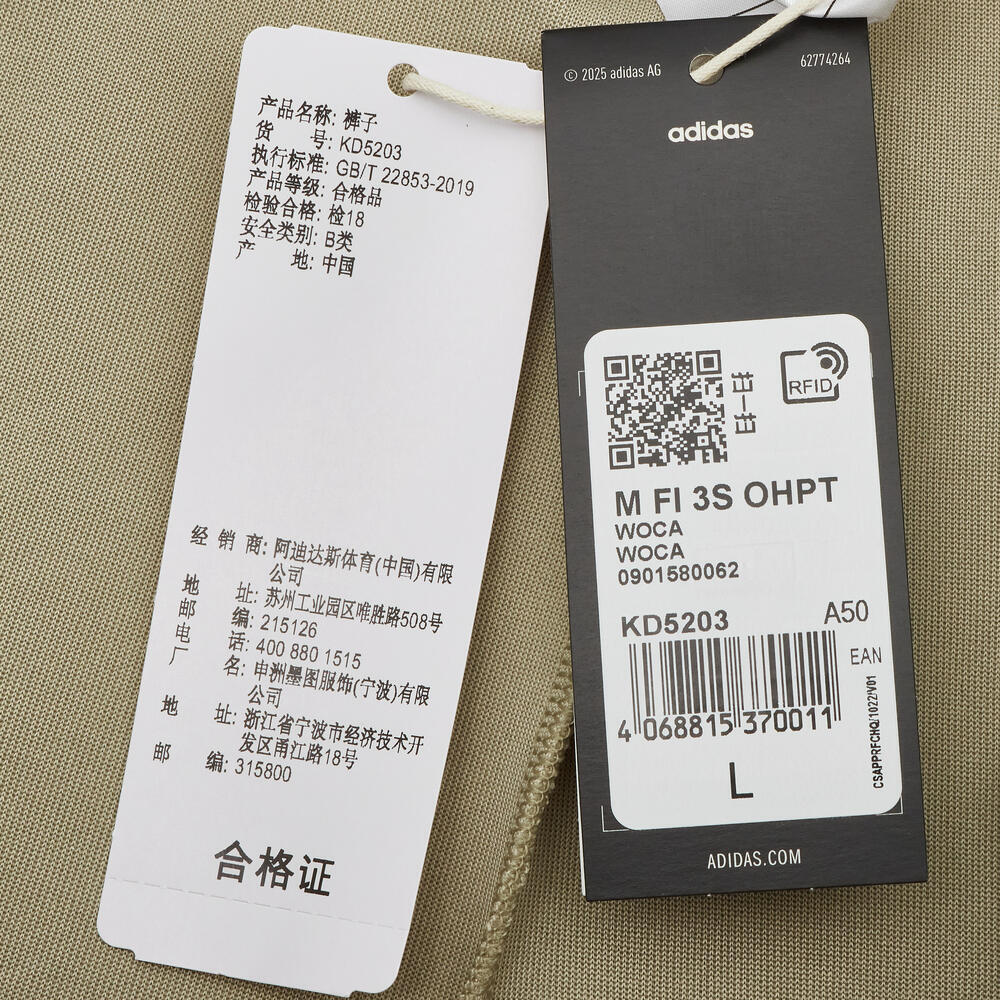 产品名称: 裤子
货 号: KD5203
执行标准: GB/T 22853-2019
产品等级: 合格品
检验合格: 检18
安全类别: B类
产 地: 中国
经 销 商: 阿迪达斯体育(中国)有限
公司
地 址: 苏州工业园区唯胜路508号
邮 编: 215126
电 话: 400 880 1515
厂 名: 申洲墨图服饰(宁波)有限
公司
地 址: 浙江省宁波市经济技术开
发区甬江路18号
邮 编: 315800
合格证
© 2025 adidas AG
62774264
adidas
扫一扫
RFID
M FI 3S OHPT
WOCA
WOCA
0901580062
KD5203
A50
EAN
4 068815 370011
CSAPPRFCHQ/1022/V01
L
ADIDAS.COM